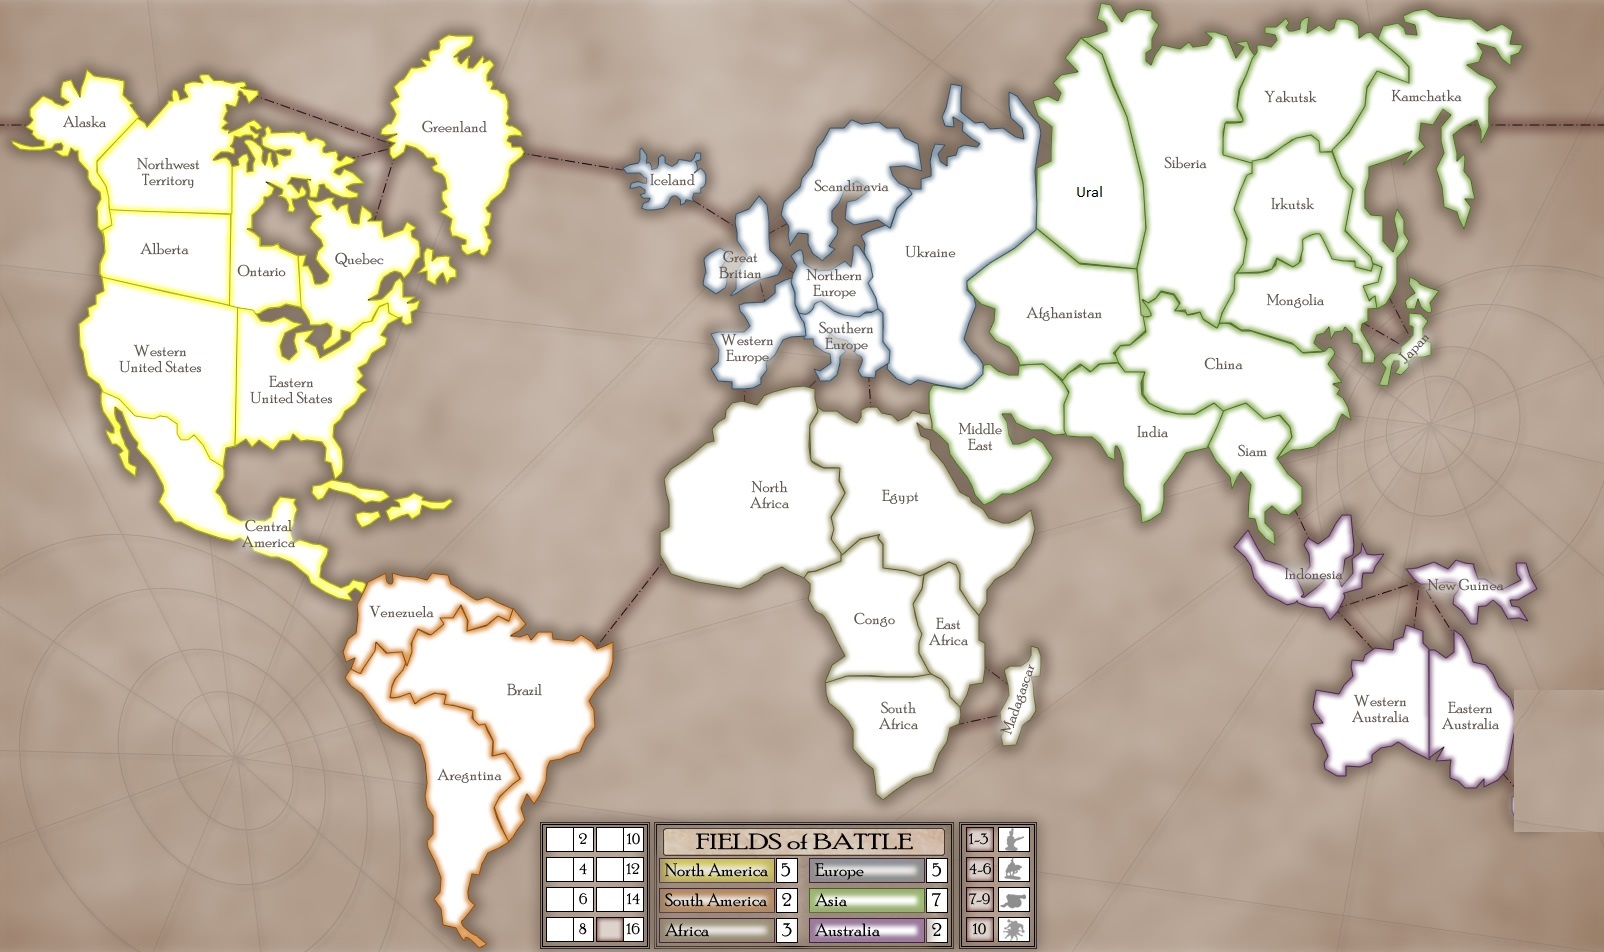 Alaska
Northwest
Territory
Greenland
Alberta
Ontario
Quebec
Western
United States
Eastern
United States
Central
America
Venezuela
Brazil
Aregntina
Iceland
Scandinavia
Great
Britian
Northern
Europe
Western
Europe
Southern
Europe
Ukraine
North
Africa
Egypt
Congo
East
Africa
South
Africa
Madagascar
Ural
Siberia
Yakutsk
Kamchatka
Irkutsk
Mongolia
Japan
Afghanistan
China
Middle
East
India
Siam
Indonesia
New Guinea
Western
Australia
Eastern
Australia
2 10
4 12
6 14
8 16
FIELDS of BATTLE
North America 5 Europe 5
South America 2 Asia 7
Africa 3 Australia 2
1-3
4-6
7-9
10